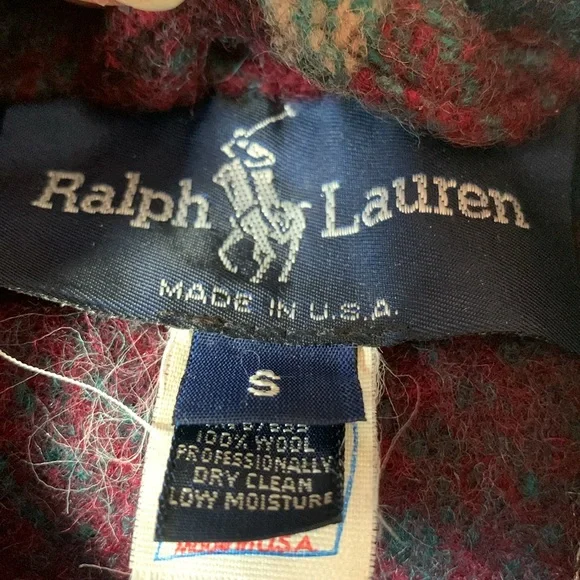 Ralph Lauren
MADE IN U.S.A.
S
100% WOOL
PROFESSIONALLY
DRY CLEAN
LOW MOISTURE
U.S.A.